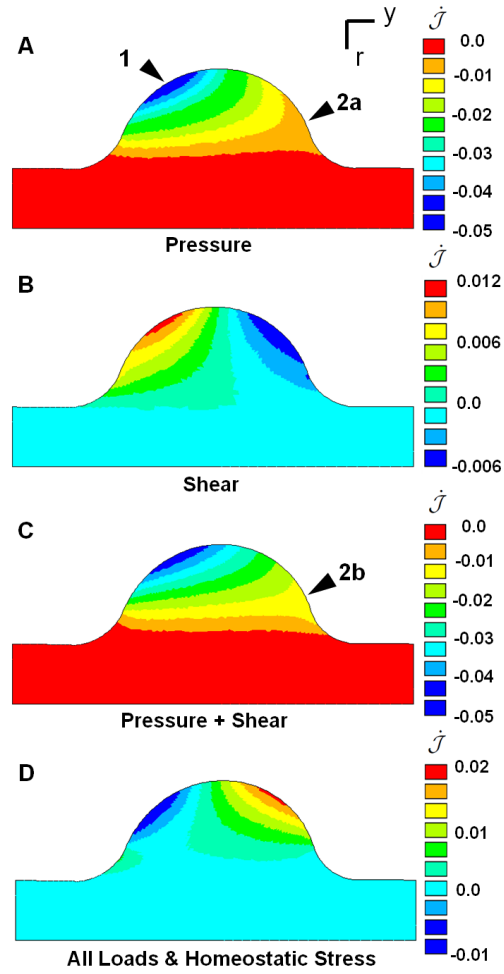 A
1
2a
y
r
J̇
0.0
-0.01
-0.02
-0.03
-0.04
-0.05
Pressure
B
J̇
0.012
0.006
0.0
-0.006
Shear
C
2b
J̇
0.0
-0.01
-0.02
-0.03
-0.04
-0.05
Pressure + Shear
D
J̇
0.02
0.01
0.0
-0.01
All Loads & Homeostatic Stress